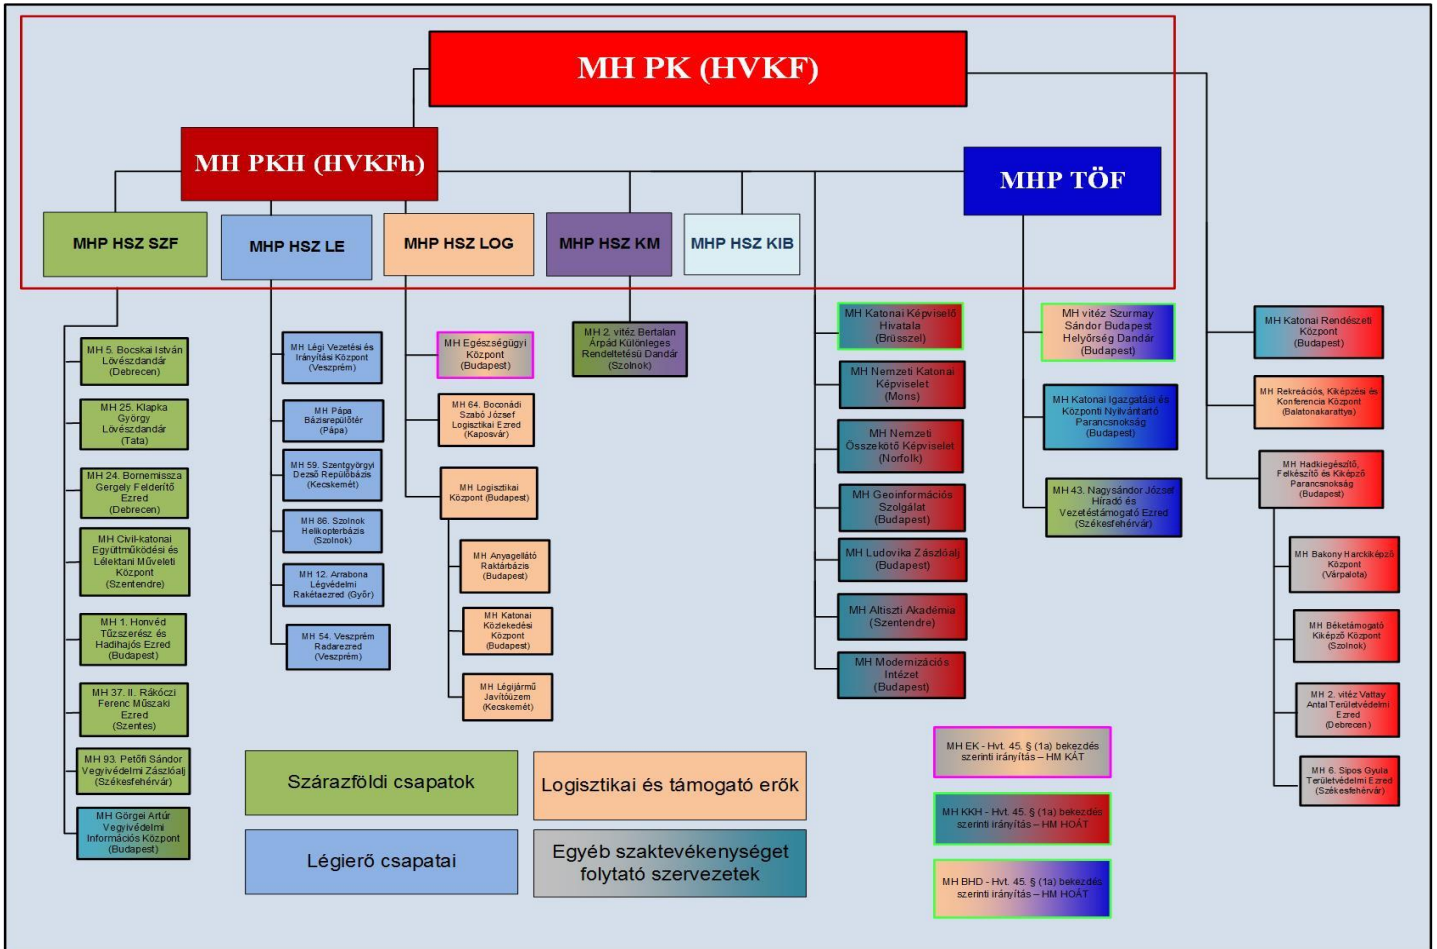 MH PK (HVKF)
MH PKH (HVKFh)
MHP TÖF
MHP HSZ SZF
MHP HSZ LE
MHP HSZ LOG
MHP HSZ KM
MHP HSZ KIB
MH 5. Bocskai István
Lövészdandár
(Debrecen)
MH 25. Klapka
György
Lövészdandár
(Tata)
MH 24. Bornemissza
Gergely Felderítő
Ezred
(Debrecen)
MH Civil-katonai
Együttműködési és
Lélektani Műveleti
Központ
(Szentendre)
MH 1. Honvéd
Tűzszerész és
Hadihajós Ezred
(Budapest)
MH 37. II. Rákóczi
Ferenc Műszaki
Ezred
(Szentes)
MH 93. Petőfi Sándor
Vegyivédelmi Zászlóalj
(Székesfehérvár)
MH Görgei Artúr
Vegyivédelmi
Információs Központ
(Budapest)
MH Légi Vezetési és
Irányítási Központ
(Veszprém)
MH Pápa
Bázisrepülőtér
(Pápa)
MH 59. Szentgyörgyi
Dezső Repülőbázis
(Kecskemét)
MH 86. Szolnok
Helikopterbázis
(Szolnok)
MH 12. Arrabona
Légvédelmi
Rakétaezred (Győr)
MH 54. Veszprém
Radarezred
(Veszprém)
MH Egészségügyi
Központ
(Budapest)
MH 64. Boconádi
Szabó József
Logisztikai Ezred
(Kaposvár)
MH Logisztikai
Központ (Budapest)
MH Anyagellátó
Raktárbázis
(Budapest)
MH Katonai
Közlekedési
Központ
(Budapest)
MH Légijármű
Javítóüzem
(Kecskemét)
MH 2. vitéz Bertalan
Árpád Különleges
Rendeltetésű Dandár
(Szolnok)
MH Katonai Képviselő
Hivatala
(Brüsszel)
MH Nemzeti Katonai
Képviselet
(Mons)
MH Nemzeti
Összekötő Képviselet
(Norfolk)
MH Geoinformációs
Szolgálat
(Budapest)
MH Ludovika Zászlóalj
(Budapest)
MH Altiszti Akadémia
(Szentendre)
MH Modernizációs
Intézet
(Budapest)
MH vitéz Szurmay
Sándor Budapest
Helyőrség Dandár
(Budapest)
MH Katonai Igazgatási és
Központi Nyilvántartó
Parancsnokság
(Budapest)
MH 43. Nagysándor József
Híradó és
Vezetéstámogató Ezred
(Székesfehérvár)
MH Katonai Rendészeti
Központ
(Budapest)
MH Rekreációs, Kiképzési és
Konferencia Központ
(Balatonakarattya)
MH Hadkiegészítő,
Felkészítő és Kiképző
Parancsnokság
(Budapest)
MH Bakony Harckiképző
Központ
(Várpalota)
MH Béketámogató
Kiképző Központ
(Szolnok)
MH 2. vitéz Vattay
Antal Területvédelmi
Ezred
(Debrecen)
MH 6. Sipos Gyula
Területvédelmi Ezred
(Székesfehérvár)
Szárazföldi csapatok
Logisztikai és támogató erők
Légierő csapatai
Egyéb szaktevékenységet
folytató szervezetek
MH EK - Hvt. 45. § (1a) bekezdés
szerinti irányítás – HM KÁT
MH KKH - Hvt. 45. § (1a) bekezdés
szerinti irányítás – HM HOÁT
MH BHD - Hvt. 45. § (1a) bekezdés
szerinti irányítás – HM HOÁT